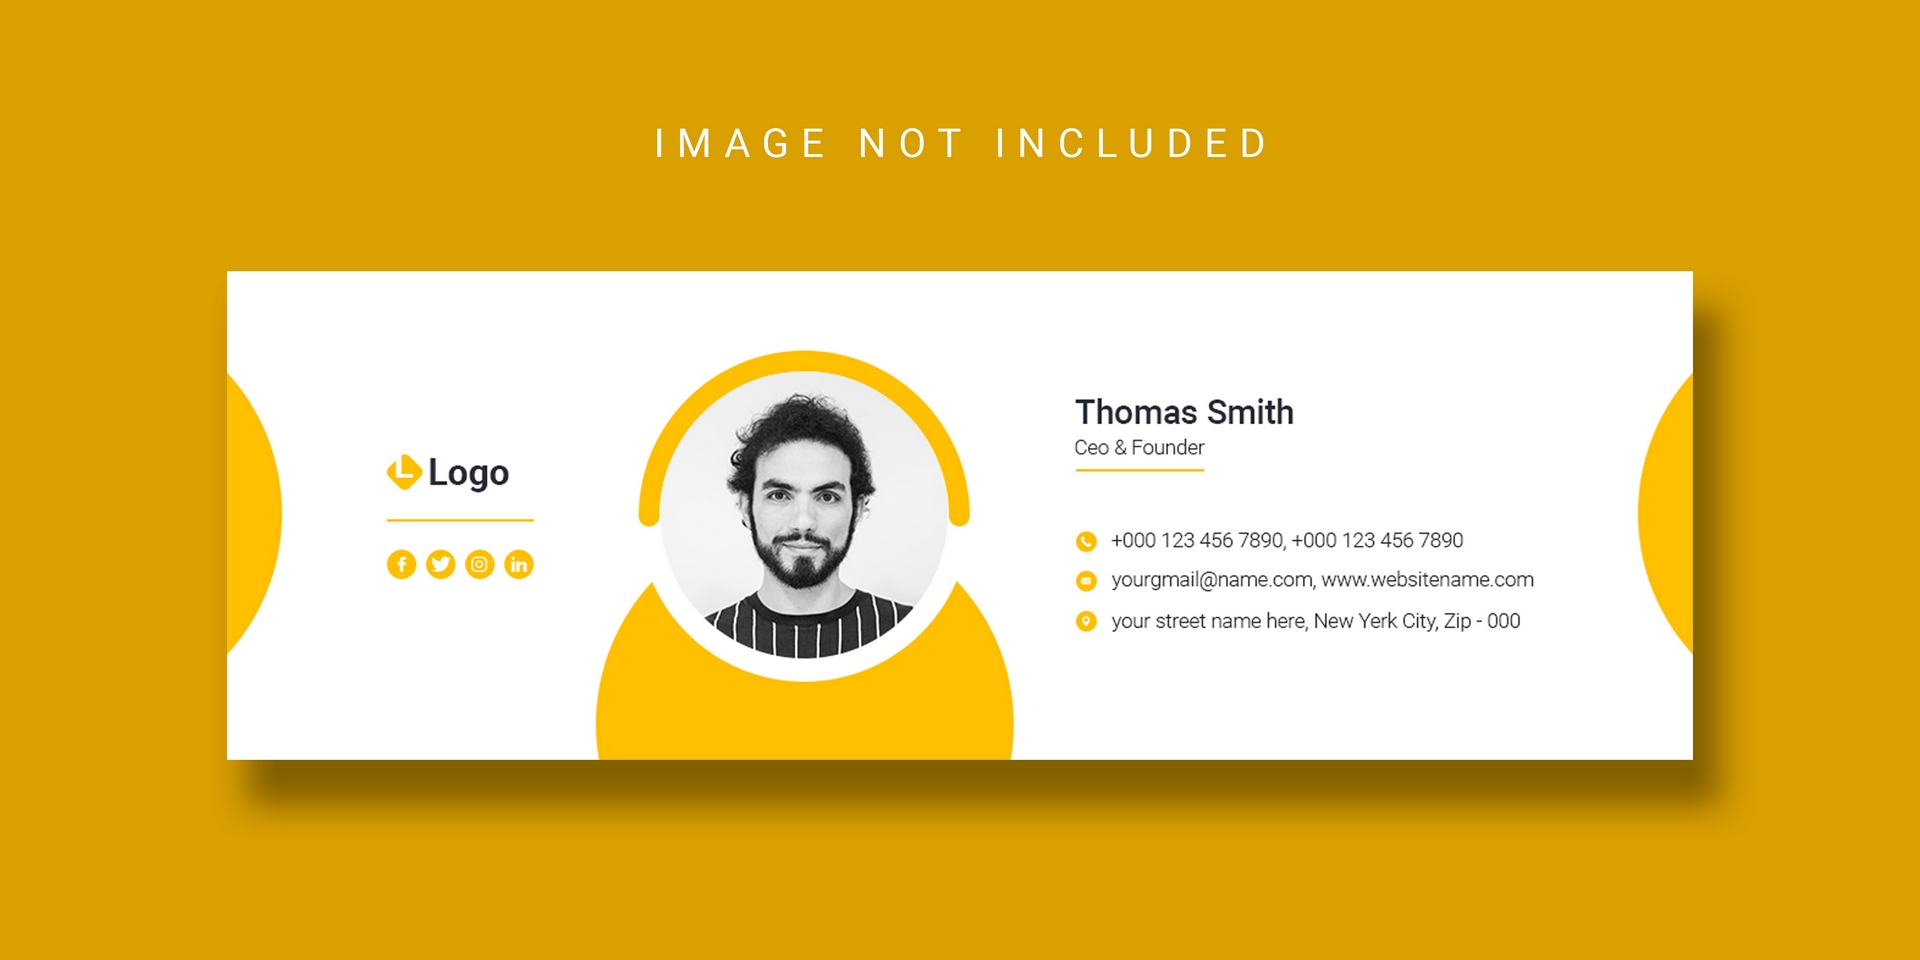 IMAGE NOT INCLUDED
Logo
Thomas Smith
Ceo & Founder
+000 123 456 7890, +000 123 456 7890
yourgmail@name.com, www.websitename.com
your street name here, New Yerk City, Zip - 000